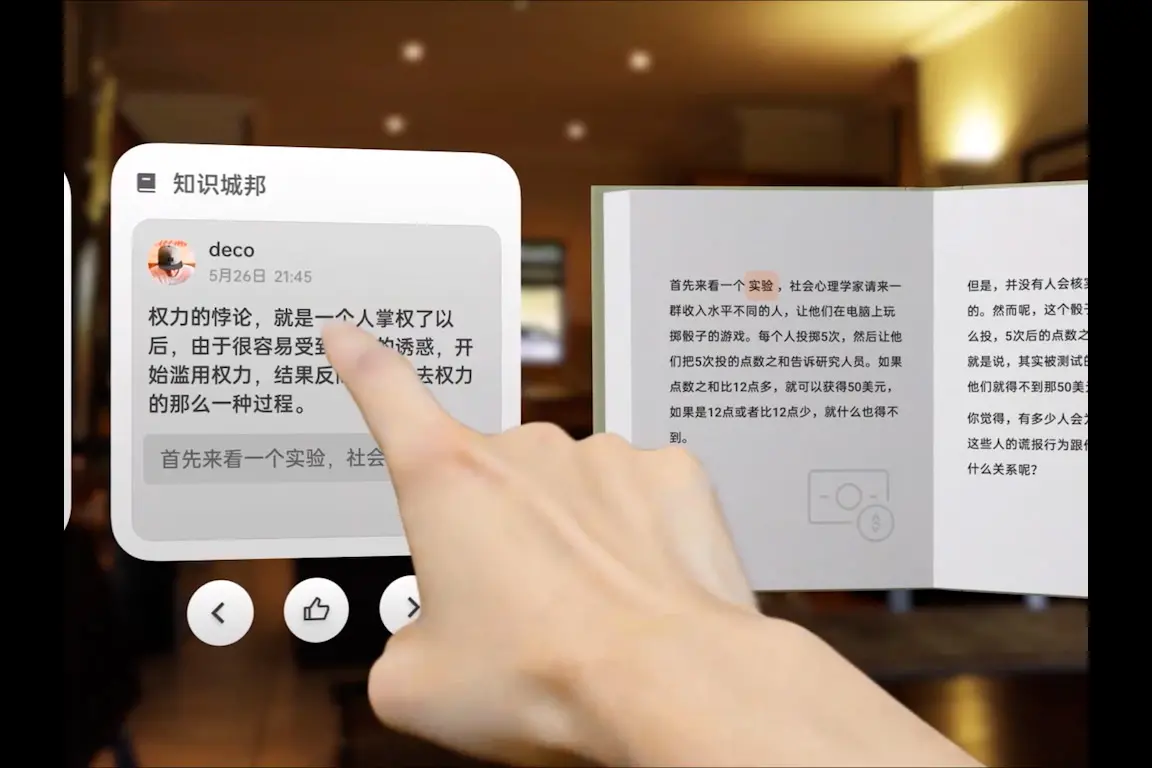 知识城邦
deco
5月26日 21:45
权力的悖论，就是一个人掌权了以
后，由于很容易受到 的诱惑，开
始滥用权力，结果反 去权力
的那么一种过程。
首先来看一个实验，社会
首先来看一个实验，社会心理学家请来一
群收入水平不同的人，让他们在电脑上玩
掷骰子的游戏。每个人投掷5次，然后让他
们把5次投的点数之和告诉研究人员。如果
点数之和比12点多，就可以获得50美元，
如果是12点或者比12点少，就什么也得不
到。
$
但是，并没有人会核实
的。然而呢，这个骰子
么投，5次后的点数之
就是说，其实被测试的
他们就得不到那50美
你觉得，有多少人会
这些人的谎报行为跟
什么关系呢？